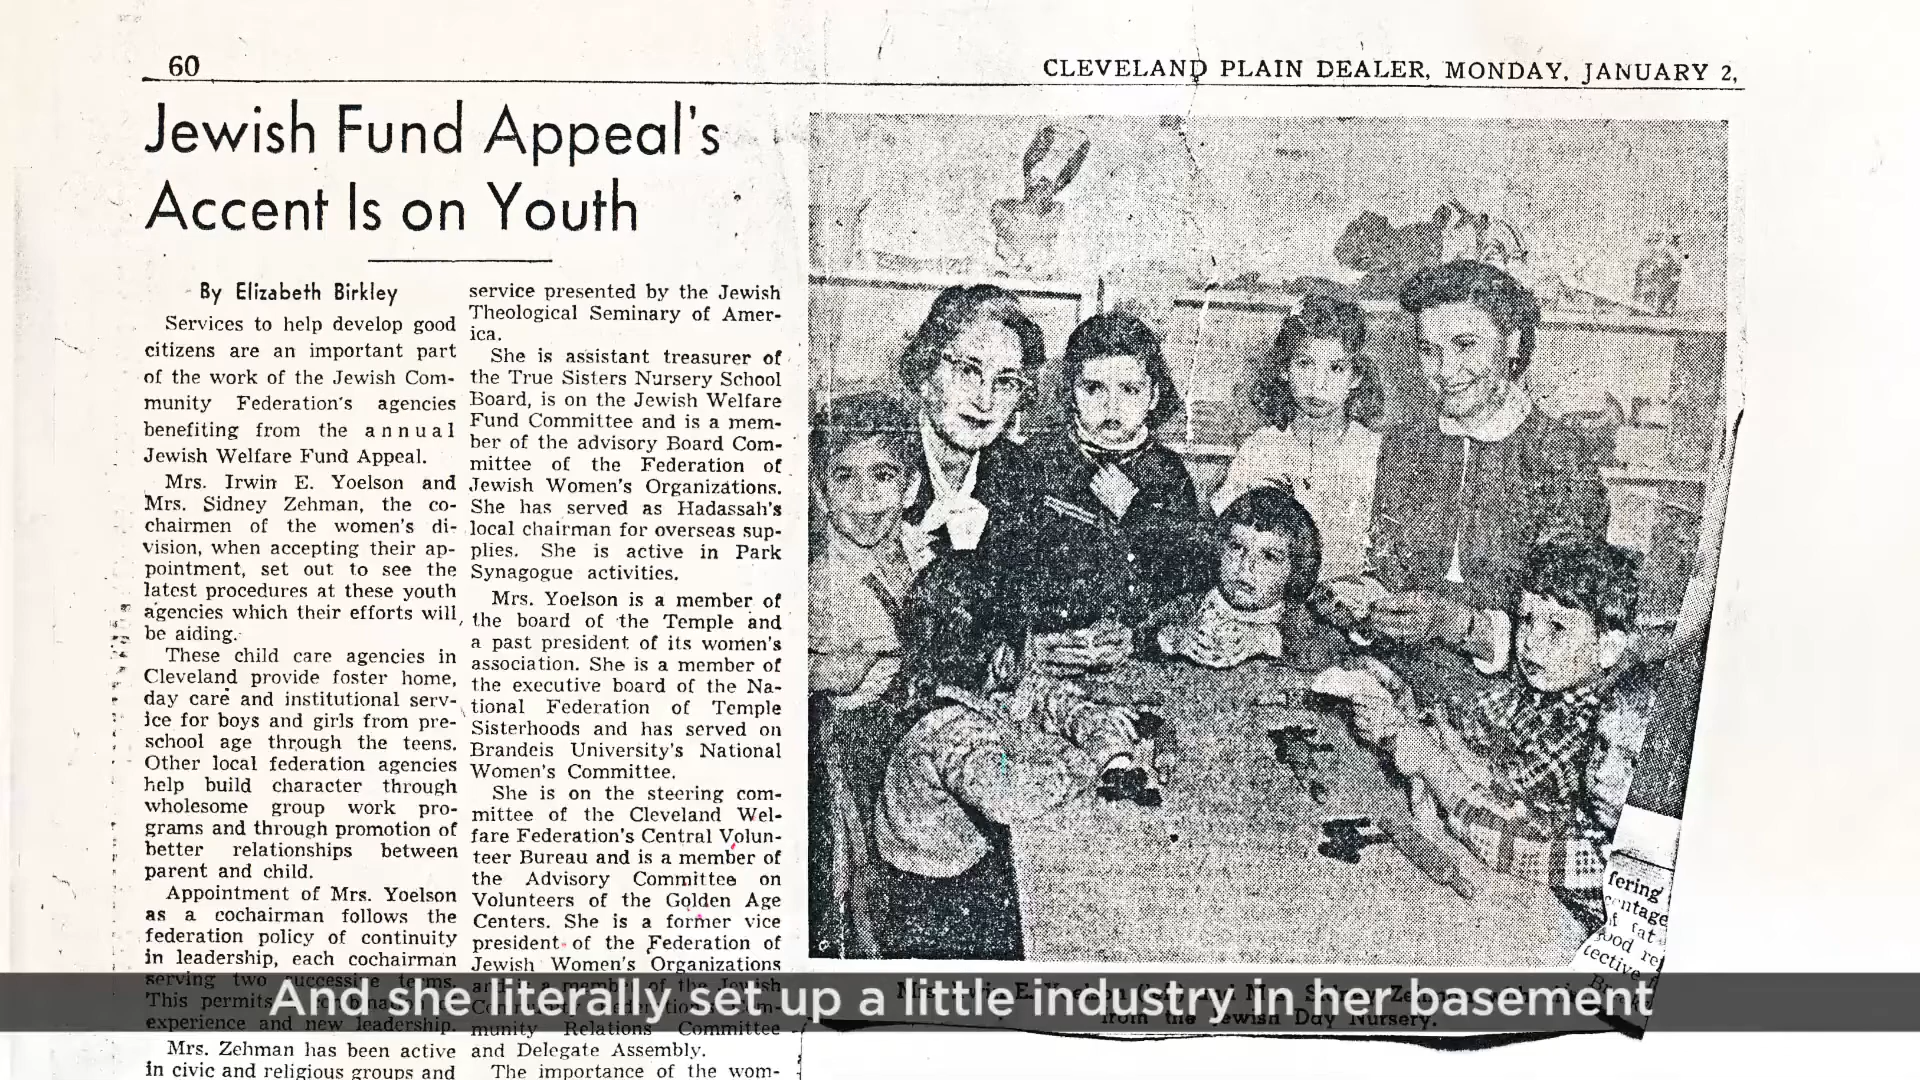 60
CLEVELAND PLAIN DEALER, MONDAY, JANUARY 2,
Jewish Fund Appeal's
Accent Is on Youth
By Elizabeth Birkley
Services to help develop good
citizens are an important part
of the work of the Jewish Com-
munity Federation's agencies
benefiting from the annual
Jewish Welfare Fund Appeal.
Mrs. Irwin E. Yoelson and
Mrs. Sidney Zehman, the co-
chairmen of the women's di-
vision, when accepting their ap-
pointment, set out to see the
latest procedures at these youth
agencies which their efforts will
be aiding.
These child care agencies in
Cleveland provide foster home,
day care and institutional serv-
ice for boys and girls from pre-
school age through the teens.
Other local federation agencies
help build character through
wholesome group work pro-
grams and through promotion of
better relationships between
parent and child.
Appointment of Mrs. Yoelson
as a cochairman follows the
federation policy of continuity
in leadership, each cochairman
serving two successive terms.
This permits
experience and new leadership.
Mrs. Zehman has been active
in civic and religious groups and
service presented by the Jewish
Theological Seminary of Amer-
ica.
She is assistant treasurer of
the True Sisters Nursery School
Board, is on the Jewish Welfare
Fund Committee and is a mem-
ber of the advisory Board Com-
mittee of the Federation of
Jewish Women's Organizations.
She has served as Hadassah's
local chairman for overseas sup-
plies. She is active in Park
Synagogue activities.
Mrs. Yoelson is a member of
the board of the Temple and
a past president of its women's
association. She is a member of
the executive board of the Na-
tional Federation of Temple
Sisterhoods and has served on
Brandeis University's National
Women's Committee.
She is on the steering com-
mittee of the Cleveland Wel-
fare Federation's Central Volun-
teer Bureau and is a member of
the Advisory Committee on
Volunteers of the Golden Age
Centers. She is a former vice
president of the Federation of
Jewish Women's Organizations
and is a member of the Jewish
munity Relations Committee
and Delegate Assembly.
The importance of the wom-
fering
good
from the Jewish Day Nursery.
And she literally set up a little industry in her basement